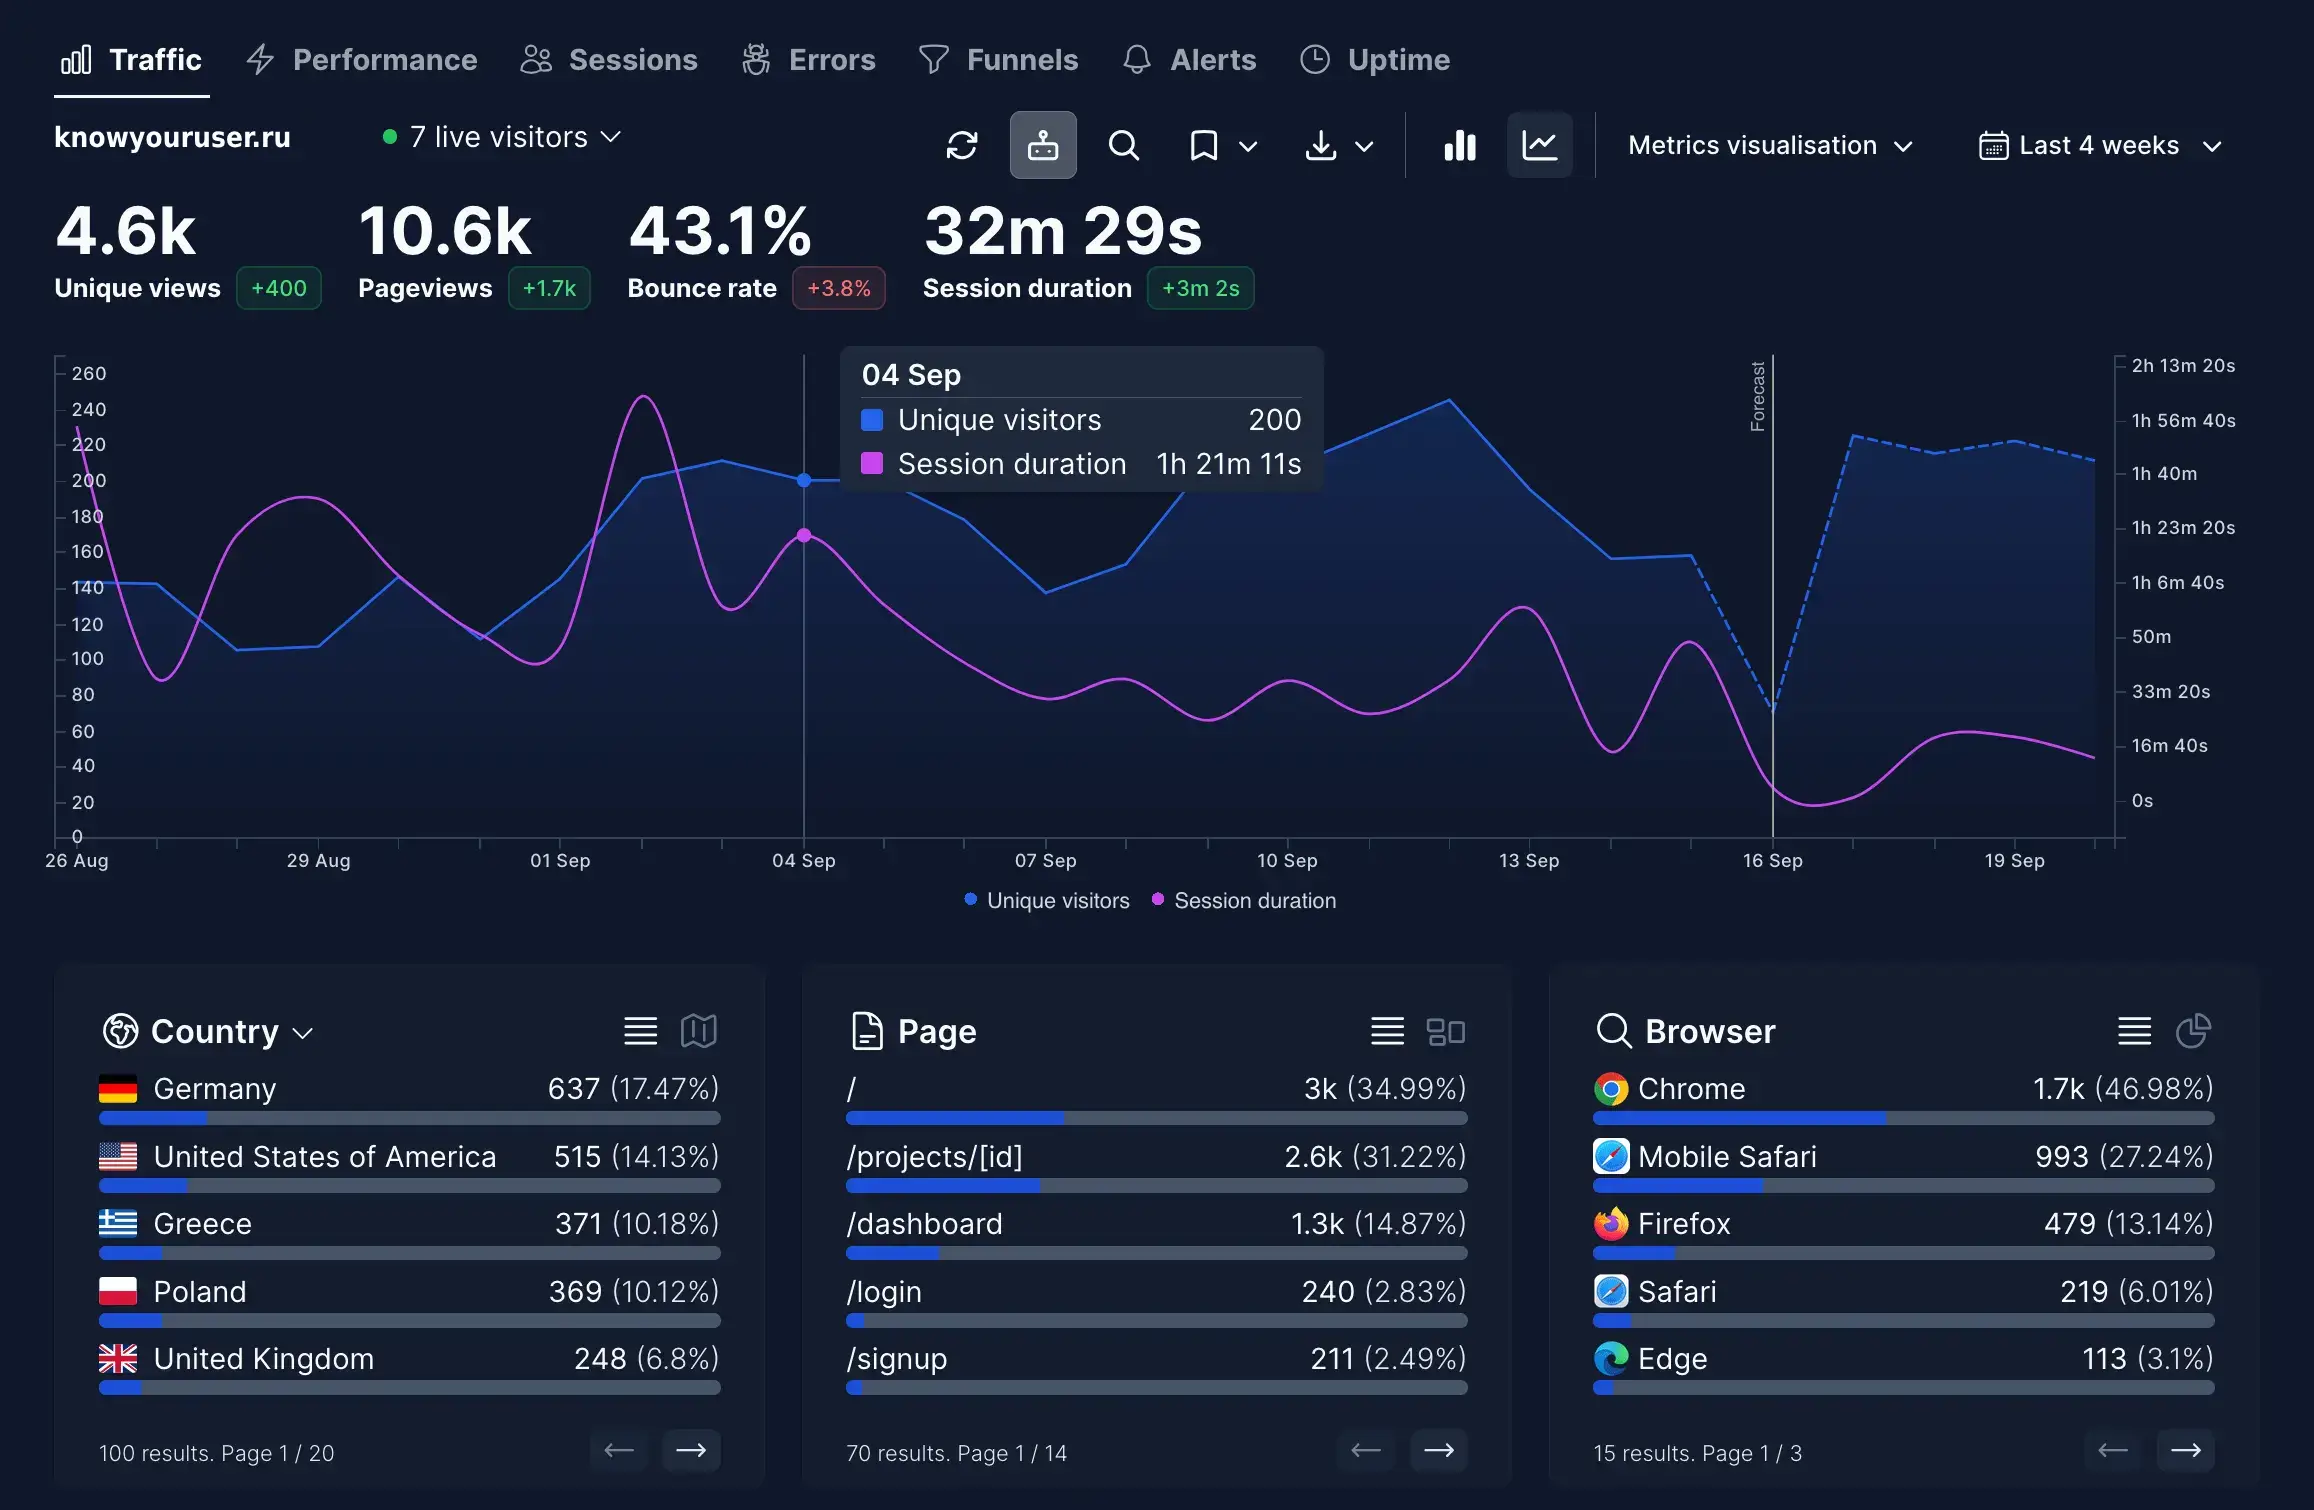 Traffic Performance Sessions Errors Funnels Alerts Uptime
knowyouruser.ru 7 live visitors Metrics visualisation Last 4 weeks
4.6k 10.6k 43.1% 32m 29s
Unique views +400 Pageviews +1.7k Bounce rate +3.8% Session duration +3m 2s
04 Sep
Unique visitors 200
Session duration 1h 21m 11s
Forecast
260
240
220
200
180
160
140
120
100
80
60
40
20
0
2h 13m 20s
1h 56m 40s
1h 40m
1h 23m 20s
1h 6m 40s
50m
33m 20s
16m 40s
0s
26 Aug 29 Aug 01 Sep 04 Sep 07 Sep 10 Sep 13 Sep 16 Sep 19 Sep
Unique visitors Session duration
Country
Germany 637 (17.47%)
United States of America 515 (14.13%)
Greece 371 (10.18%)
Poland 369 (10.12%)
United Kingdom 248 (6.8%)
100 results. Page 1 / 20
Page
/ 3k (34.99%)
/projects/[id] 2.6k (31.22%)
/dashboard 1.3k (14.87%)
/login 240 (2.83%)
/signup 211 (2.49%)
70 results. Page 1 / 14
Browser
Chrome 1.7k (46.98%)
Mobile Safari 993 (27.24%)
Firefox 479 (13.14%)
Safari 219 (6.01%)
Edge 113 (3.1%)
15 results. Page 1 / 3